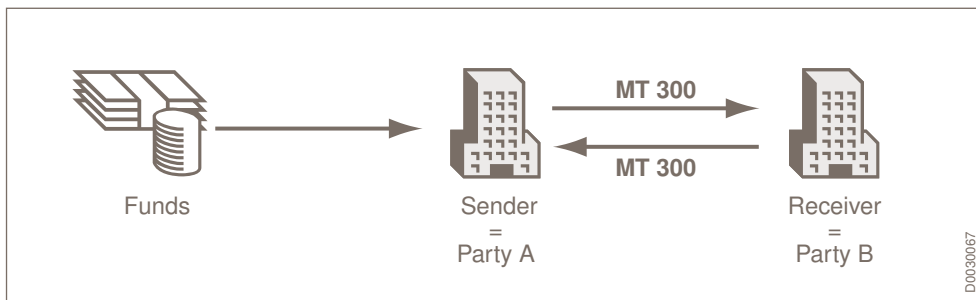 MT 300
MT 300
Funds
Sender
=
Party A
Receiver
=
Party B
D0030067